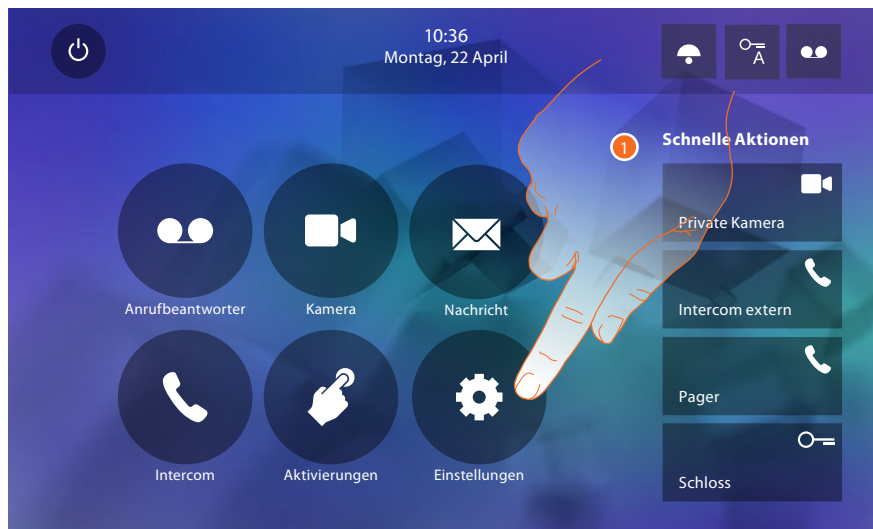 10:36
Montag, 22 April
A
1
Schnelle Aktionen
Private Kamera
Anrufbeantworter
Kamera
Nachricht
Intercom extern
Pager
Intercom
Aktivierungen
Einstellungen
Schloss